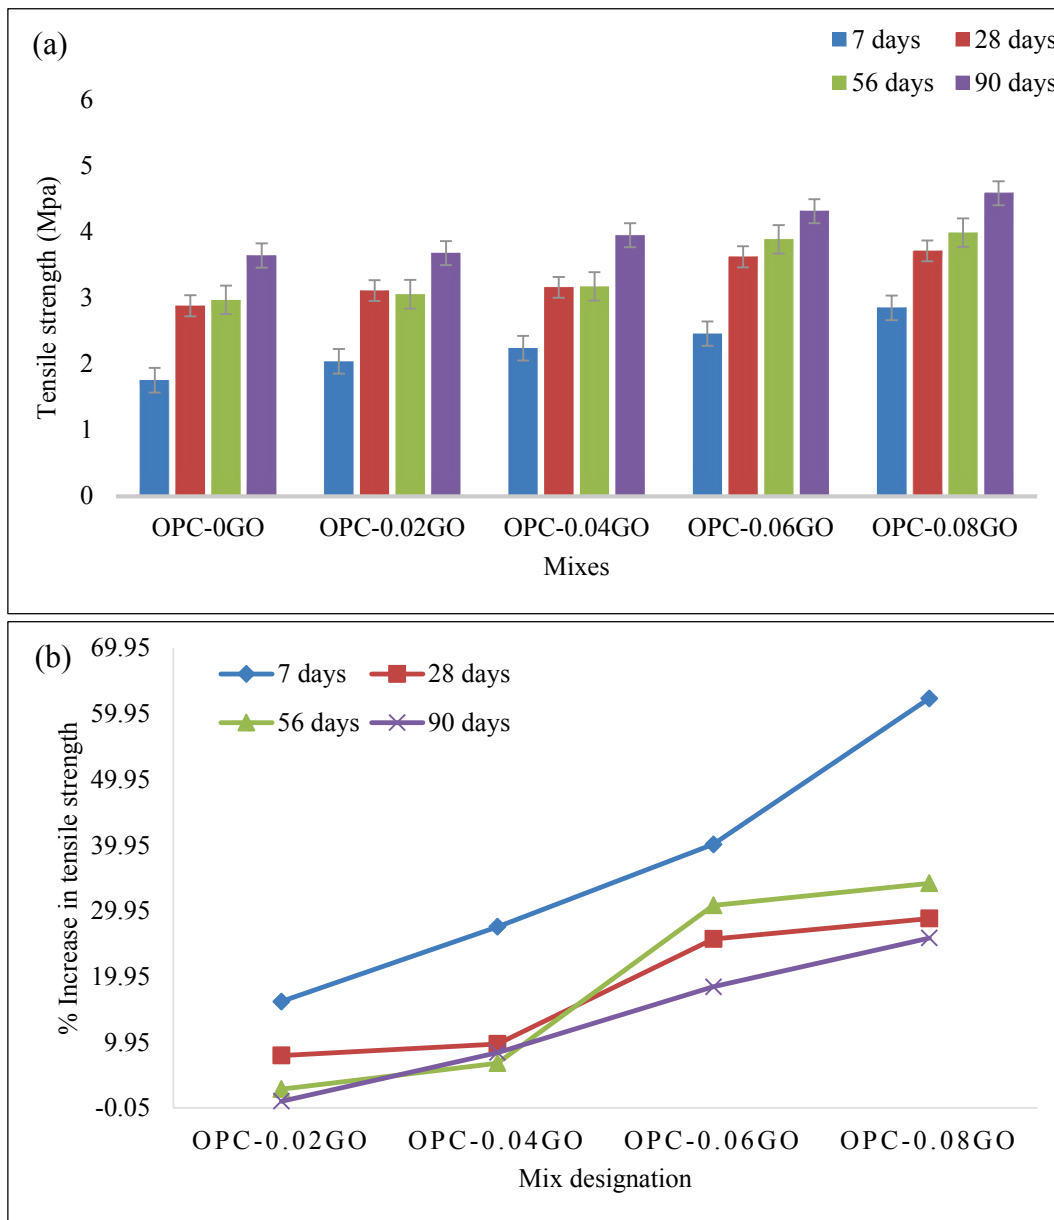 (a)
7 days
28 days
56 days
90 days
6
5
4
3
2
1
0
Tensile strength (Mpa)
OPC-0GO OPC-0.02GO OPC-0.04GO OPC-0.06GO OPC-0.08GO
Mixes
(b)
7 days
28 days
56 days
90 days
69.95
59.95
49.95
39.95
29.95
19.95
9.95
-0.05
% Increase in tensile strength
OPC-0.02GO OPC-0.04GO OPC-0.06GO OPC-0.08GO
Mix designation